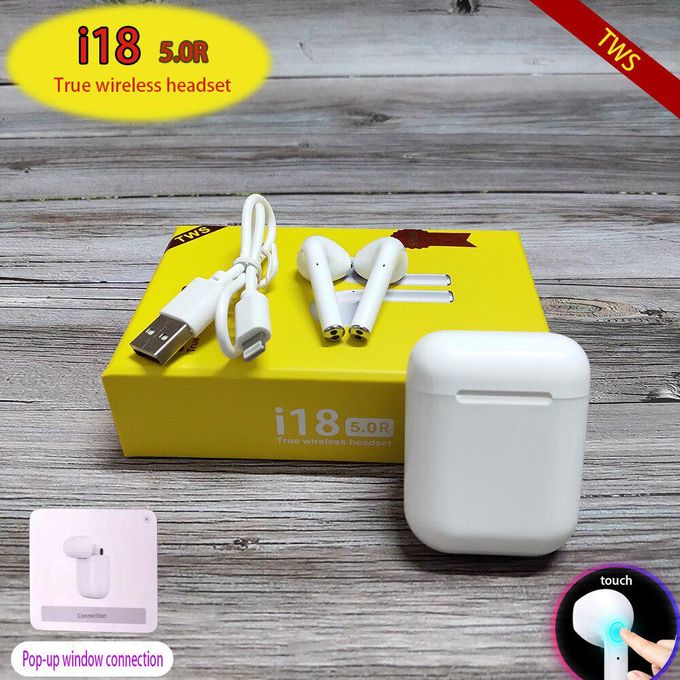 i18 5.0R
True wireless headset
TWS
TWS
i18 5.0R
True wireless headset
Connection
Pop-up window connection
touch